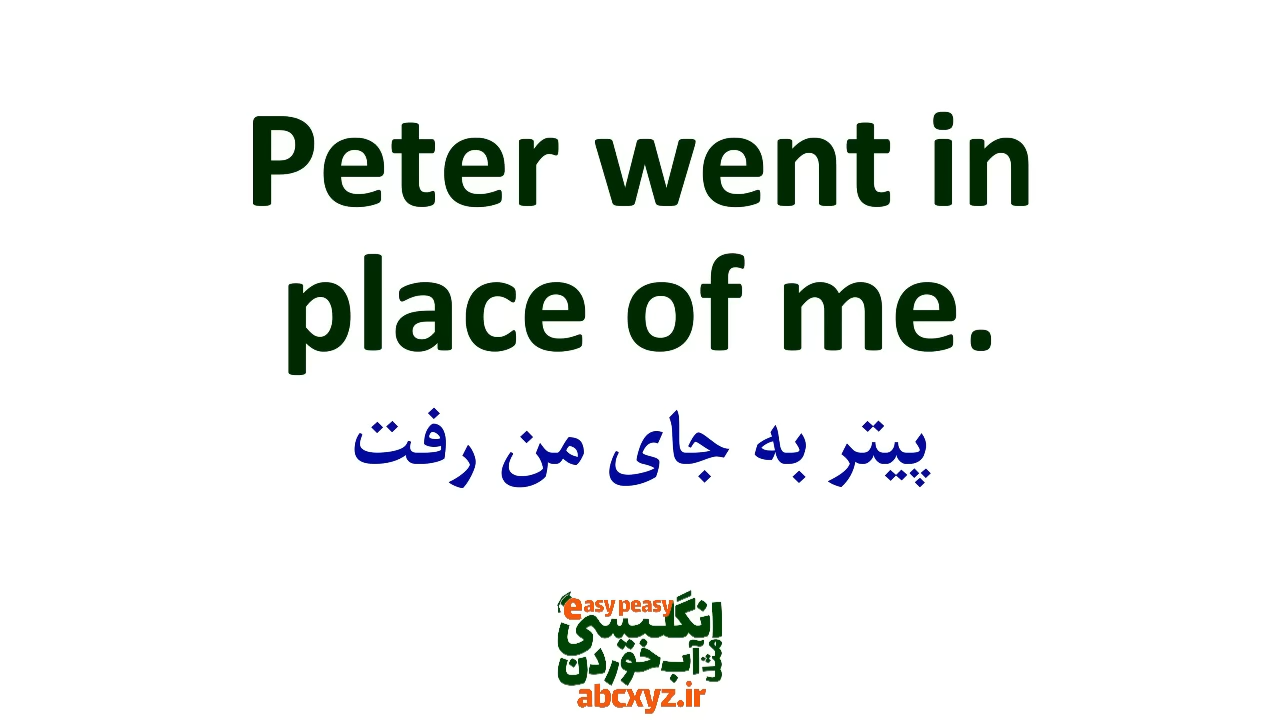 Peter went in
place of me.
پیتر به جای من رفت
easy peasy
انگلیسی
مثل آب خوردن
abcxyz.ir